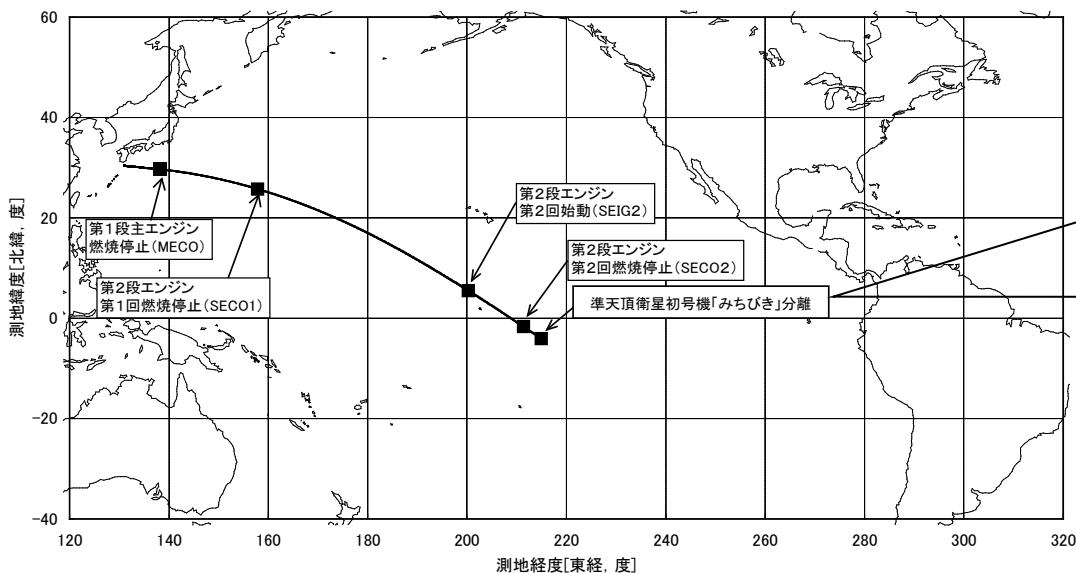 60
40
20
0
-20
-40
測地緯度[北緯, 度]
第1段主エンジン
燃焼停止(MECO)
第2段エンジン
第1回燃焼停止(SECO1)
第2段エンジン
第2回始動(SEIG2)
第2段エンジン
第2回燃焼停止(SECO2)
準天頂衛星初号機「みちびき」分離
120
140
160
180
200
220
240
260
280
300
320
測地経度[東経, 度]